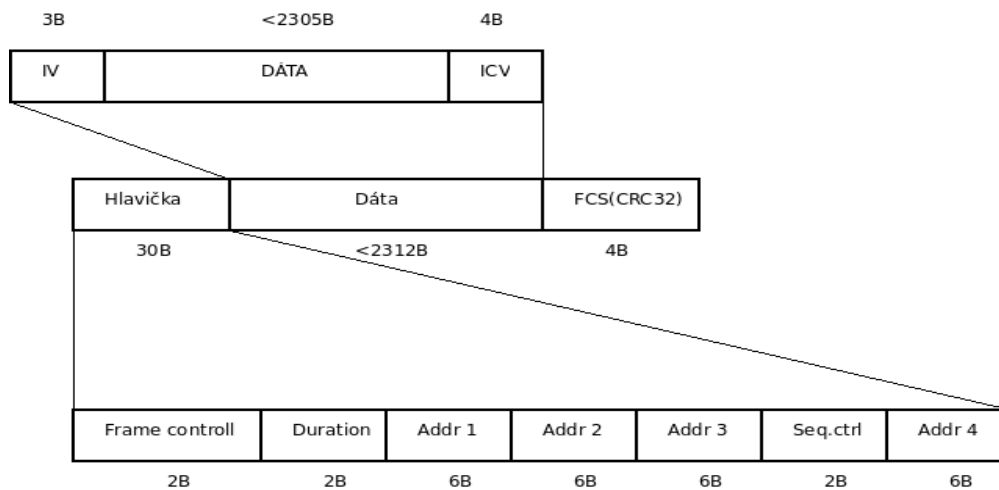 3B <2305B 4B
IV DÁTA ICV
Hlavička Dáta FCS(CRC32)
30B <2312B 4B
Frame controll Duration Addr 1 Addr 2 Addr 3 Seq.ctrl Addr 4
2B 2B 6B 6B 6B 2B 6B